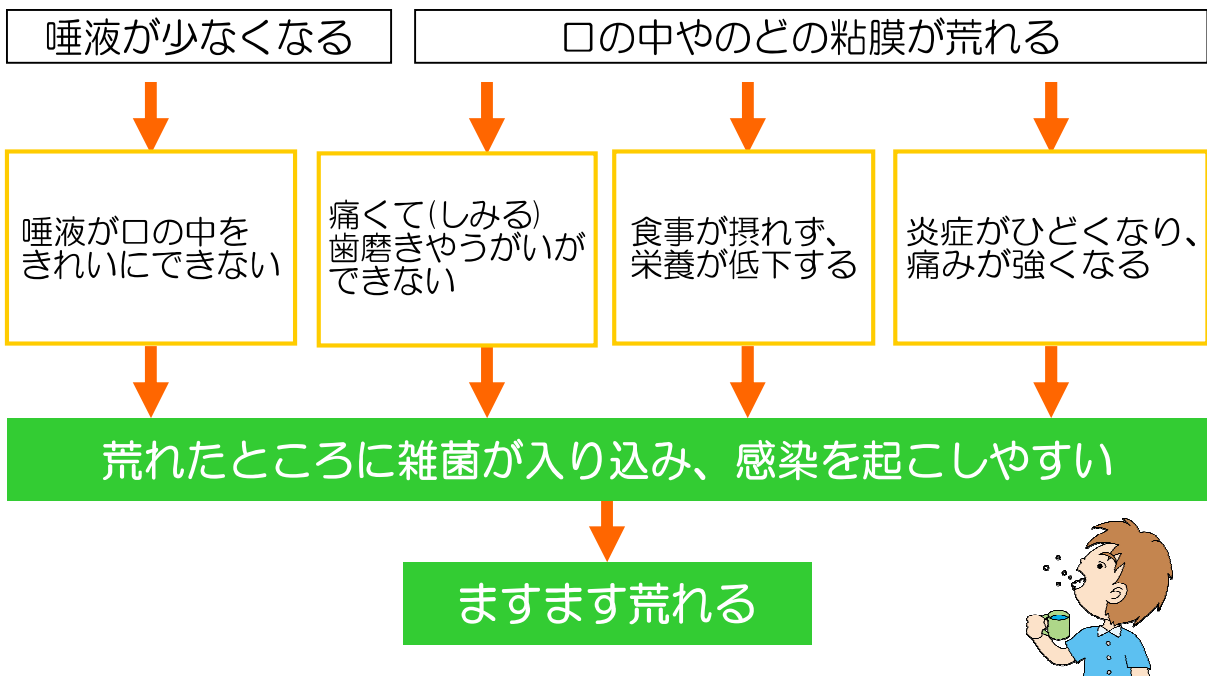 唾液が少なくなる
口の中やのどの粘膜が荒れる
唾液が口の中を
きれいにできない
痛くて(しみる)
歯磨きやうがいが
できない
食事が摂れず、
栄養が低下する
炎症がひどくなり、
痛みが強くなる
荒れたところに雑菌が入り込み、感染を起こしやすい
ますます荒れる